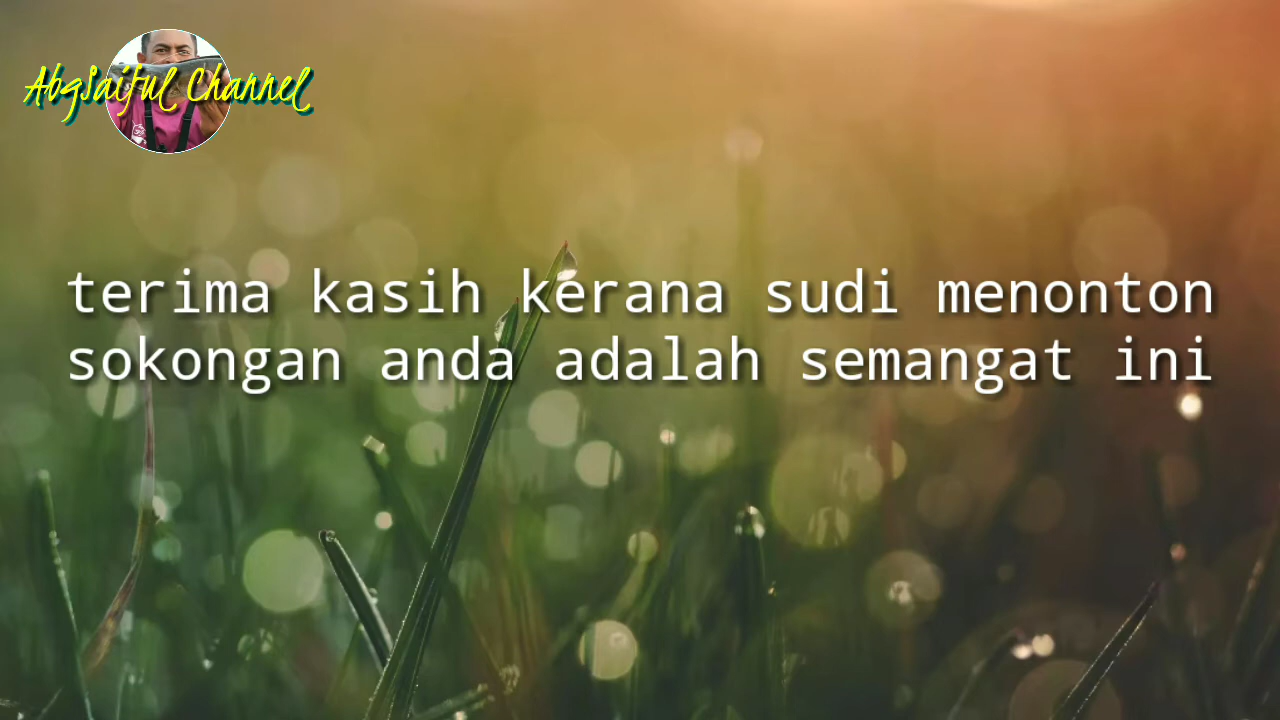 AbgSaiful Channel
terima kasih kerana sudi menonton
sokongan anda adalah semangat ini